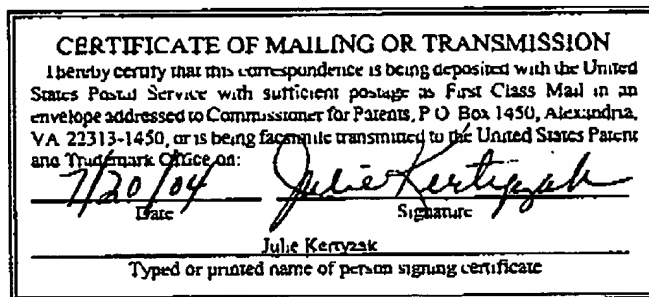 CERTIFICATE OF MAILING OR TRANSMISSION
I hereby certify that this correspondence is being deposited with the United
States Postal Service with sufficient postage as First Class Mail in an
envelope addressed to Commissioner for Patents, P O Box 1450, Alexandria,
VA 22313-1450, or is being facsimile transmitted to the United States Patent
and Trademark Office on:
7/20/04 Julie Kertyzak
Date Signature
Julie Kertyzak
Typed or printed name of person signing certificate